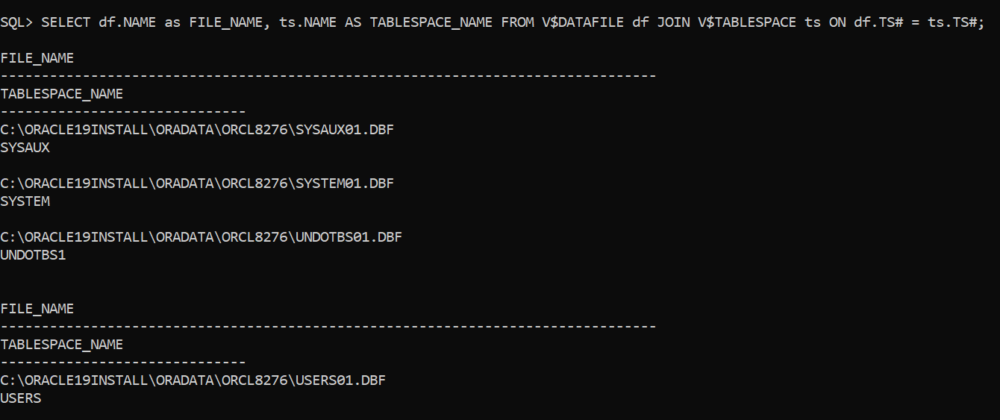 SQL> SELECT df.NAME as FILE_NAME, ts.NAME AS TABLESPACE_NAME FROM V$DATAFILE df JOIN V$TABLESPACE ts ON df.TS# = ts.TS#;
FILE_NAME
--------------------------------------------------------------------------------
TABLESPACE_NAME
------------------------------
C:\ORACLE19INSTALL\ORADATA\ORCL8276\SYSAUX01.DBF
SYSAUX
C:\ORACLE19INSTALL\ORADATA\ORCL8276\SYSTEM01.DBF
SYSTEM
C:\ORACLE19INSTALL\ORADATA\ORCL8276\UNDOTBS01.DBF
UNDOTBS1
FILE_NAME
--------------------------------------------------------------------------------
TABLESPACE_NAME
------------------------------
C:\ORACLE19INSTALL\ORADATA\ORCL8276\USERS01.DBF
USERS